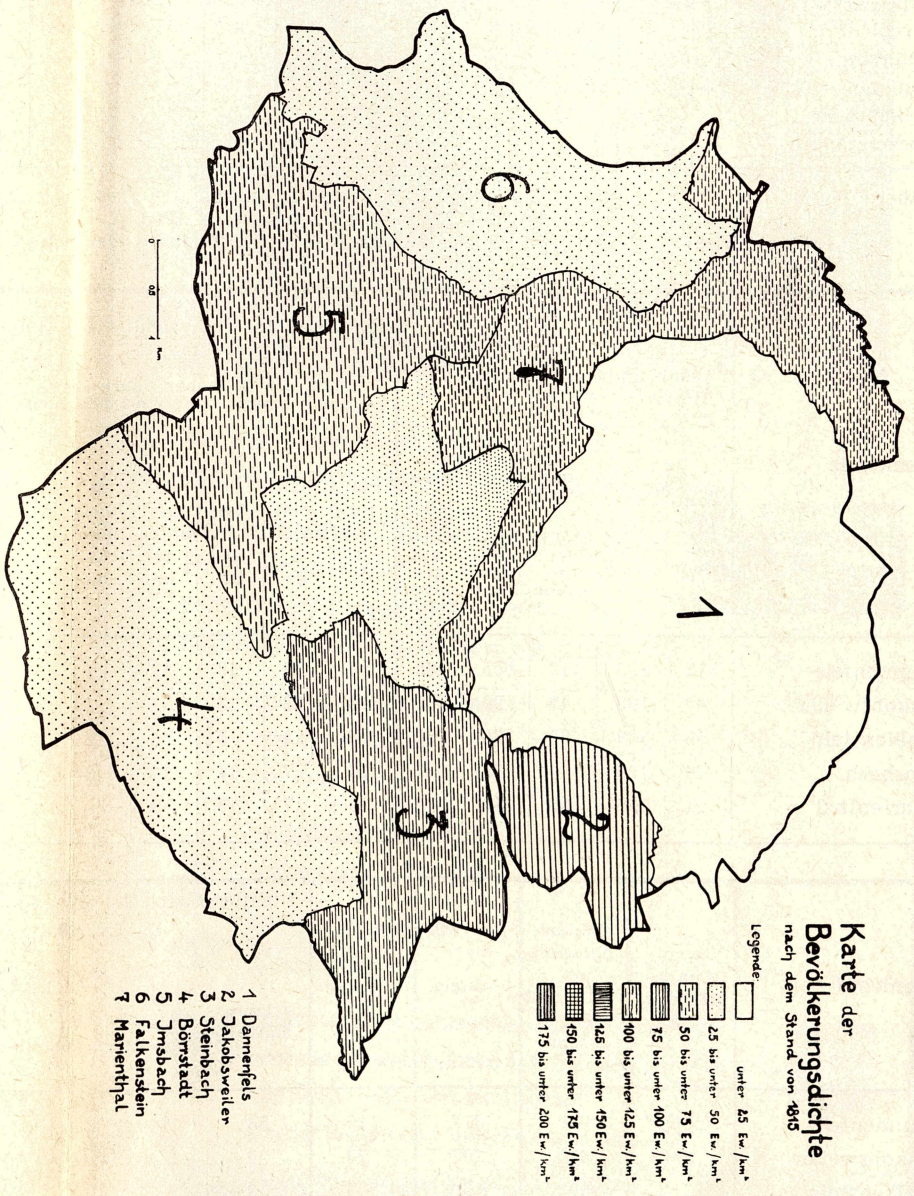 Karte der
Bevölkerungsdichte
nach dem Stand von 1815
Legende
unter 25 Ew/km²
25 bis unter 50 Ew./km²
50 bis unter 75 Ew/km²
75 bis unter 100 Ew/km²
100 bis unter 125 Ew/km²
125 bis unter 150 Ew/km²
150 bis unter 175 Ew./km²
175 bis unter 200 Ew./km²
1 Dannenfels
2 Jakobsweiler
3 Steinbach
4 Börrstadt
5 Jmsbach
6 Falkenstein
7 Marienthal
1
2
3
4
5
6
7
0 0,5 1 Km